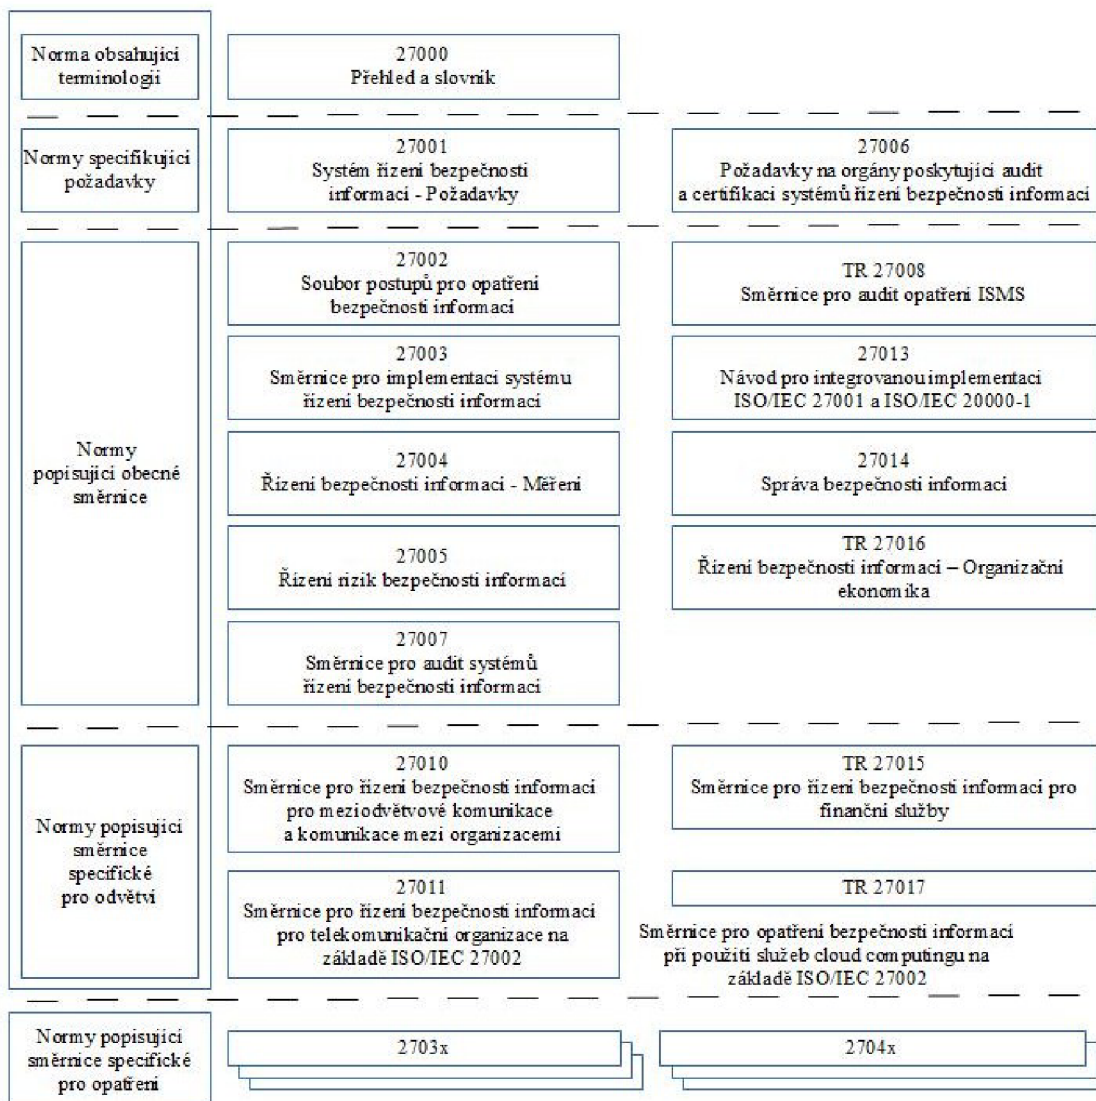 Norma obsahující
terminologii
27000
Přehled a slovník
Normy specifikující
požadavky
27001
Systém řízení bezpečnosti
informací - Požadavky
27006
Požadavky na orgány poskytující audit
a certifikaci systémů řízení bezpečnosti informací
Normy
popisující obecné
směrnice
27002
Soubor postupů pro opatření
bezpečnosti informací
TR 27008
Směrnice pro audit opatření ISMS
27003
Směrnice pro implementaci systému
řízení bezpečnosti informací
27013
Návod pro integrovanou implementaci
ISO/IEC 27001 a ISO/IEC 20000-1
27004
Řízení bezpečnosti informací - Měření
27014
Správa bezpečnosti informací
27005
Řízení rizik bezpečnosti informací
TR 27016
Řízení bezpečnosti informací – Organizační
ekonomika
27007
Směrnice pro audit systémů
řízení bezpečnosti informací
Normy popisující
směrnice
specifické
pro odvětví
27010
Směrnice pro řízení bezpečnosti informací
pro meziodvětvové komunikace
a komunikace mezi organizacemi
TR 27015
Směrnice pro řízení bezpečnosti informací pro
finanční služby
27011
Směrnice pro řízení bezpečnosti informací
pro telekomunikační organizace na
základě ISO/IEC 27002
TR 27017
Směrnice pro opatření bezpečnosti informací
při použití služeb cloud computingu na
základě ISO/IEC 27002
Normy popisující
směrnice specifické
pro opatření
2703x
2704x